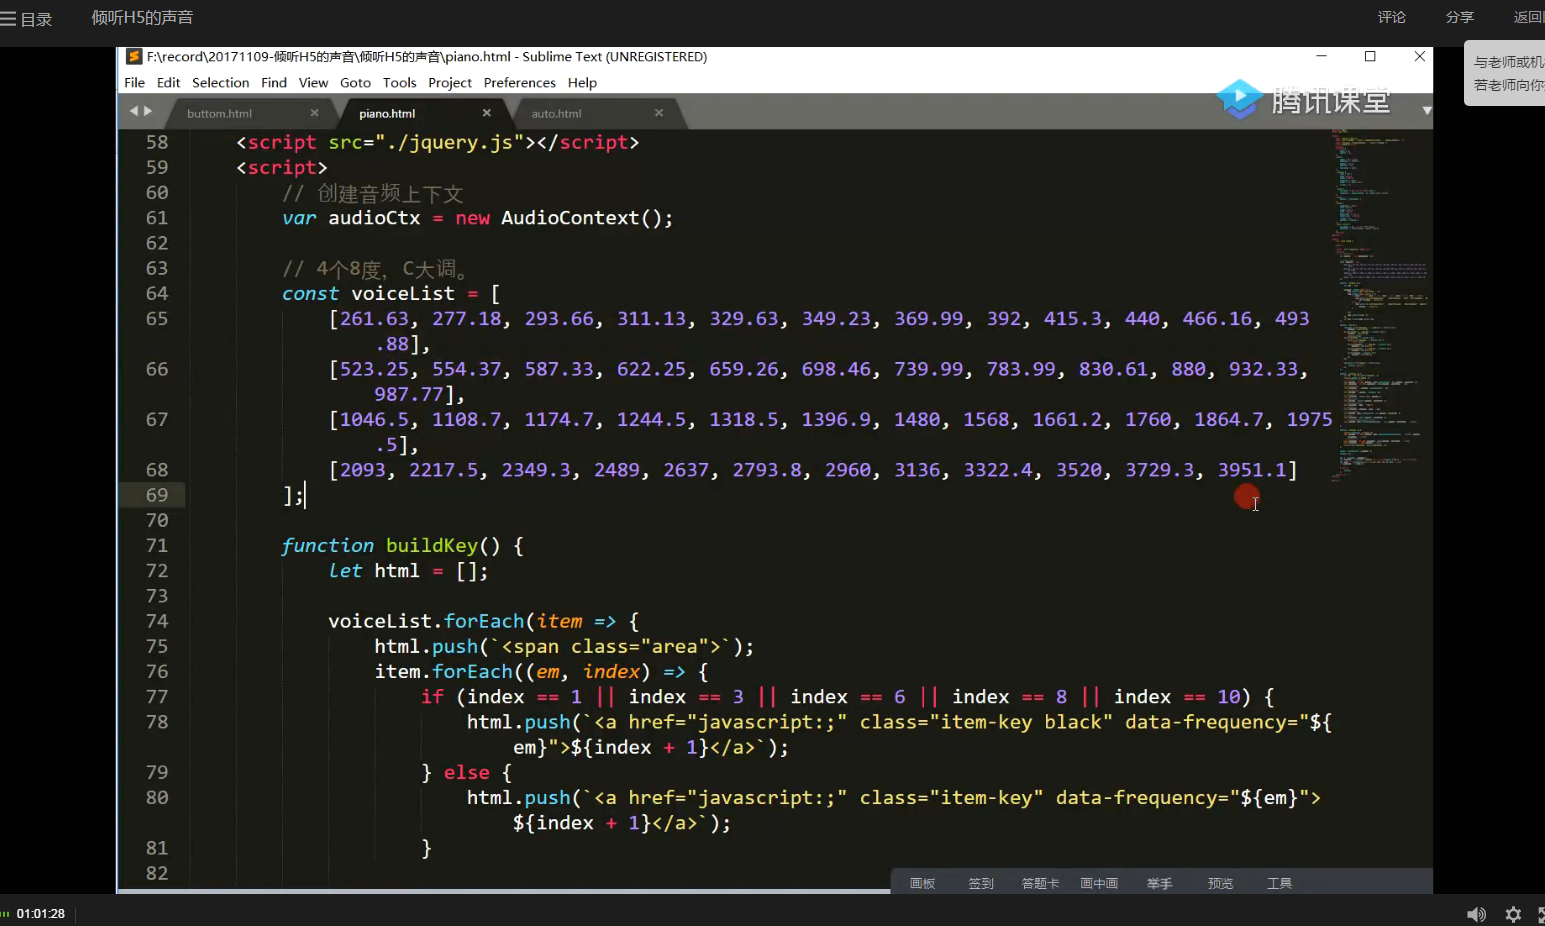 目录 倾听H5的声音 评论 分享 返回
F:\record\20171109-倾听H5的声音\倾听H5的声音\piano.html - Sublime Text (UNREGISTERED)
与老师或机
若老师向你
File Edit Selection Find View Goto Tools Project Preferences Help
腾讯课堂
buttom.html piano.html auto.html
58 <script src="./jquery.js"></script>
59 <script>
60 // 创建音频上下文
61 var audioCtx = new AudioContext();
62
63 // 4个8度，C大调。
64 const voiceList = [
65 [261.63, 277.18, 293.66, 311.13, 329.63, 349.23, 369.99, 392, 415.3, 440, 466.16, 493
.88],
66 [523.25, 554.37, 587.33, 622.25, 659.26, 698.46, 739.99, 783.99, 830.61, 880, 932.33,
987.77],
67 [1046.5, 1108.7, 1174.7, 1244.5, 1318.5, 1396.9, 1480, 1568, 1661.2, 1760, 1864.7, 1975
.5],
68 [2093, 2217.5, 2349.3, 2489, 2637, 2793.8, 2960, 3136, 3322.4, 3520, 3729.3, 3951.1]
69 ];
70
71 function buildKey() {
72 let html = [];
73
74 voiceList.forEach(item => {
75 html.push(`<span class="area">`);
76 item.forEach((em, index) => {
77 if (index == 1 || index == 3 || index == 6 || index == 8 || index == 10) {
78 html.push(`<a href="javascript:;" class="item-key black" data-frequency="${
em}">${index + 1}</a>`);
79 } else {
80 html.push(`<a href="javascript:;" class="item-key" data-frequency="${em}">
${index + 1}</a>`);
81 }
82
画板 签到 答题卡 画中画 举手 预览 工具
01:01:28